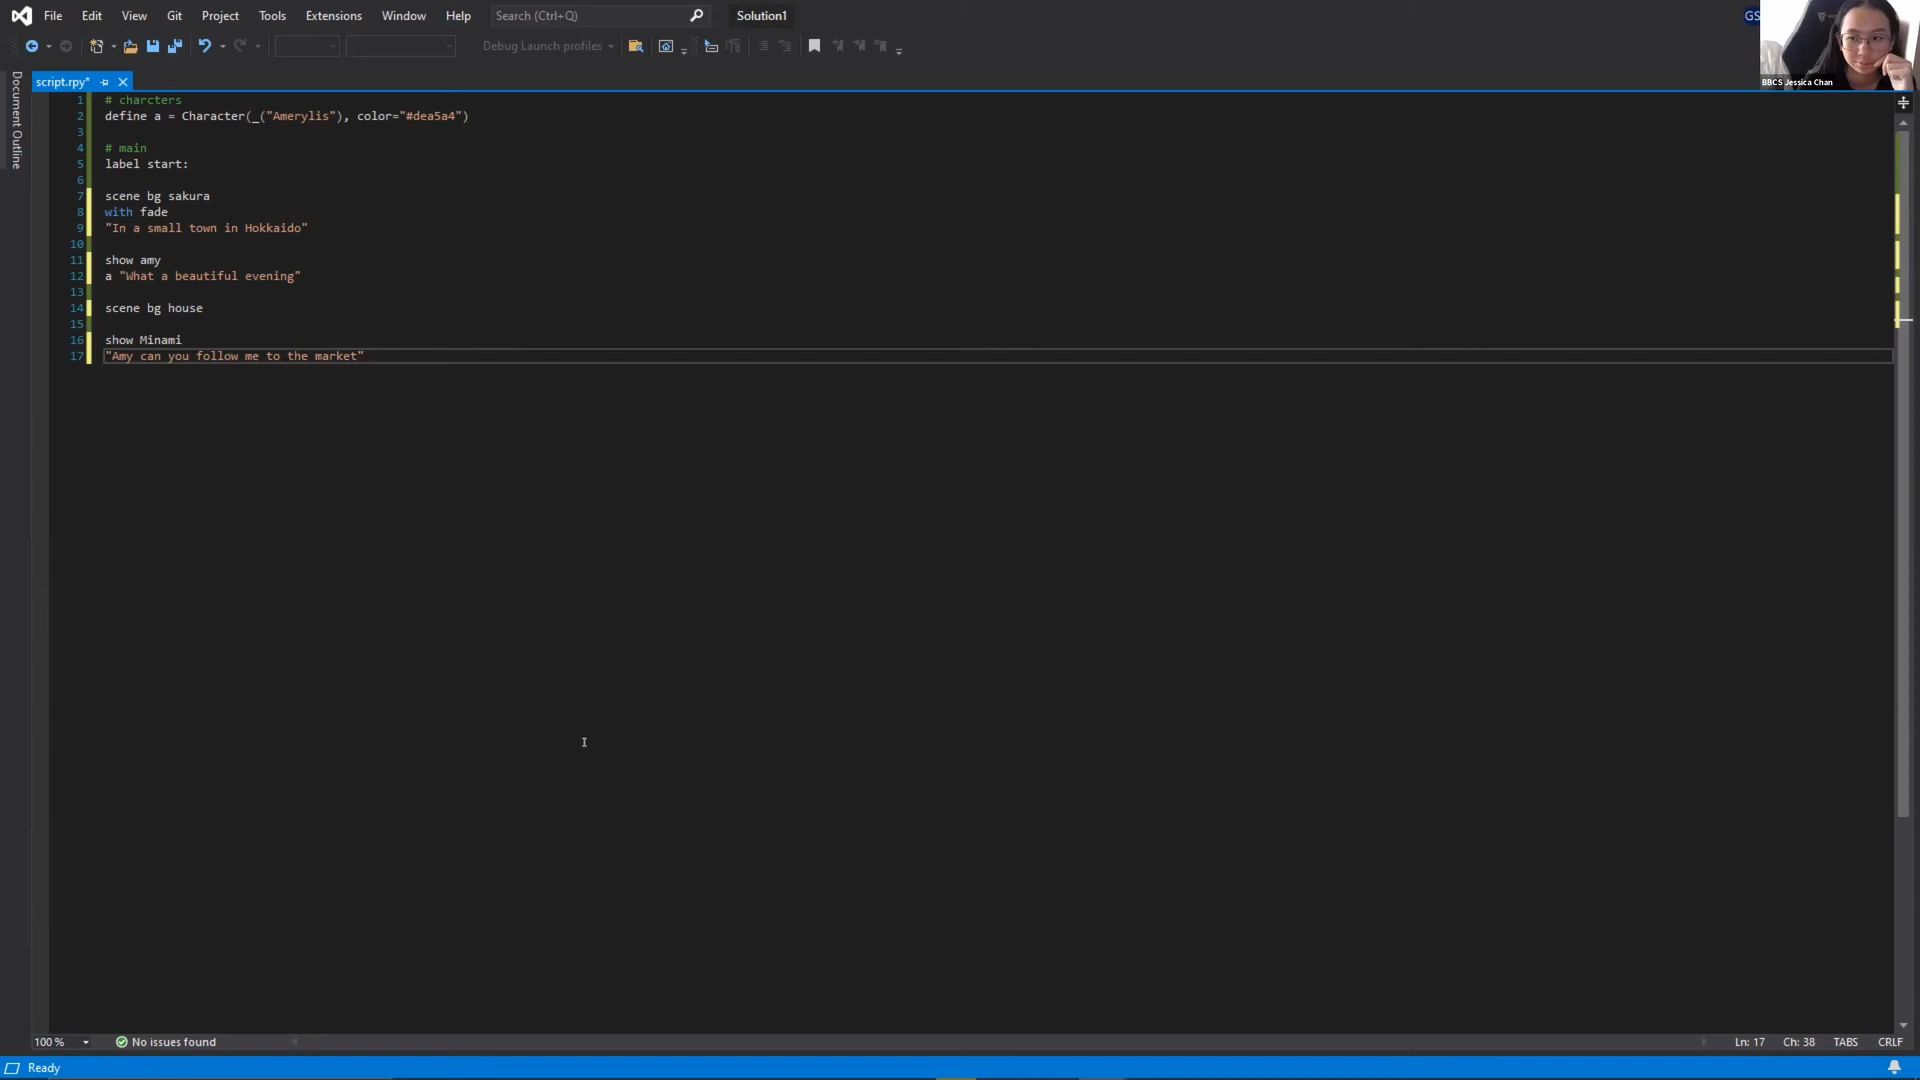 File Edit View Git Project Tools Extensions Window Help Search (Ctrl+Q) Solution1 GS
Debug Launch profiles
BBCS Jessica Chan
Document Outline
script.rpy*
1 # charcters
2 define a = Character(_("Amerylis"), color="#dea5a4")
3
4 # main
5 label start:
6
7 scene bg sakura
8 with fade
9 "In a small town in Hokkaido"
10
11 show amy
12 a "What a beautiful evening"
13
14 scene bg house
15
16 show Minami
17 "Amy can you follow me to the market"
100 % No issues found Ln: 17 Ch: 38 TABS CRLF
Ready